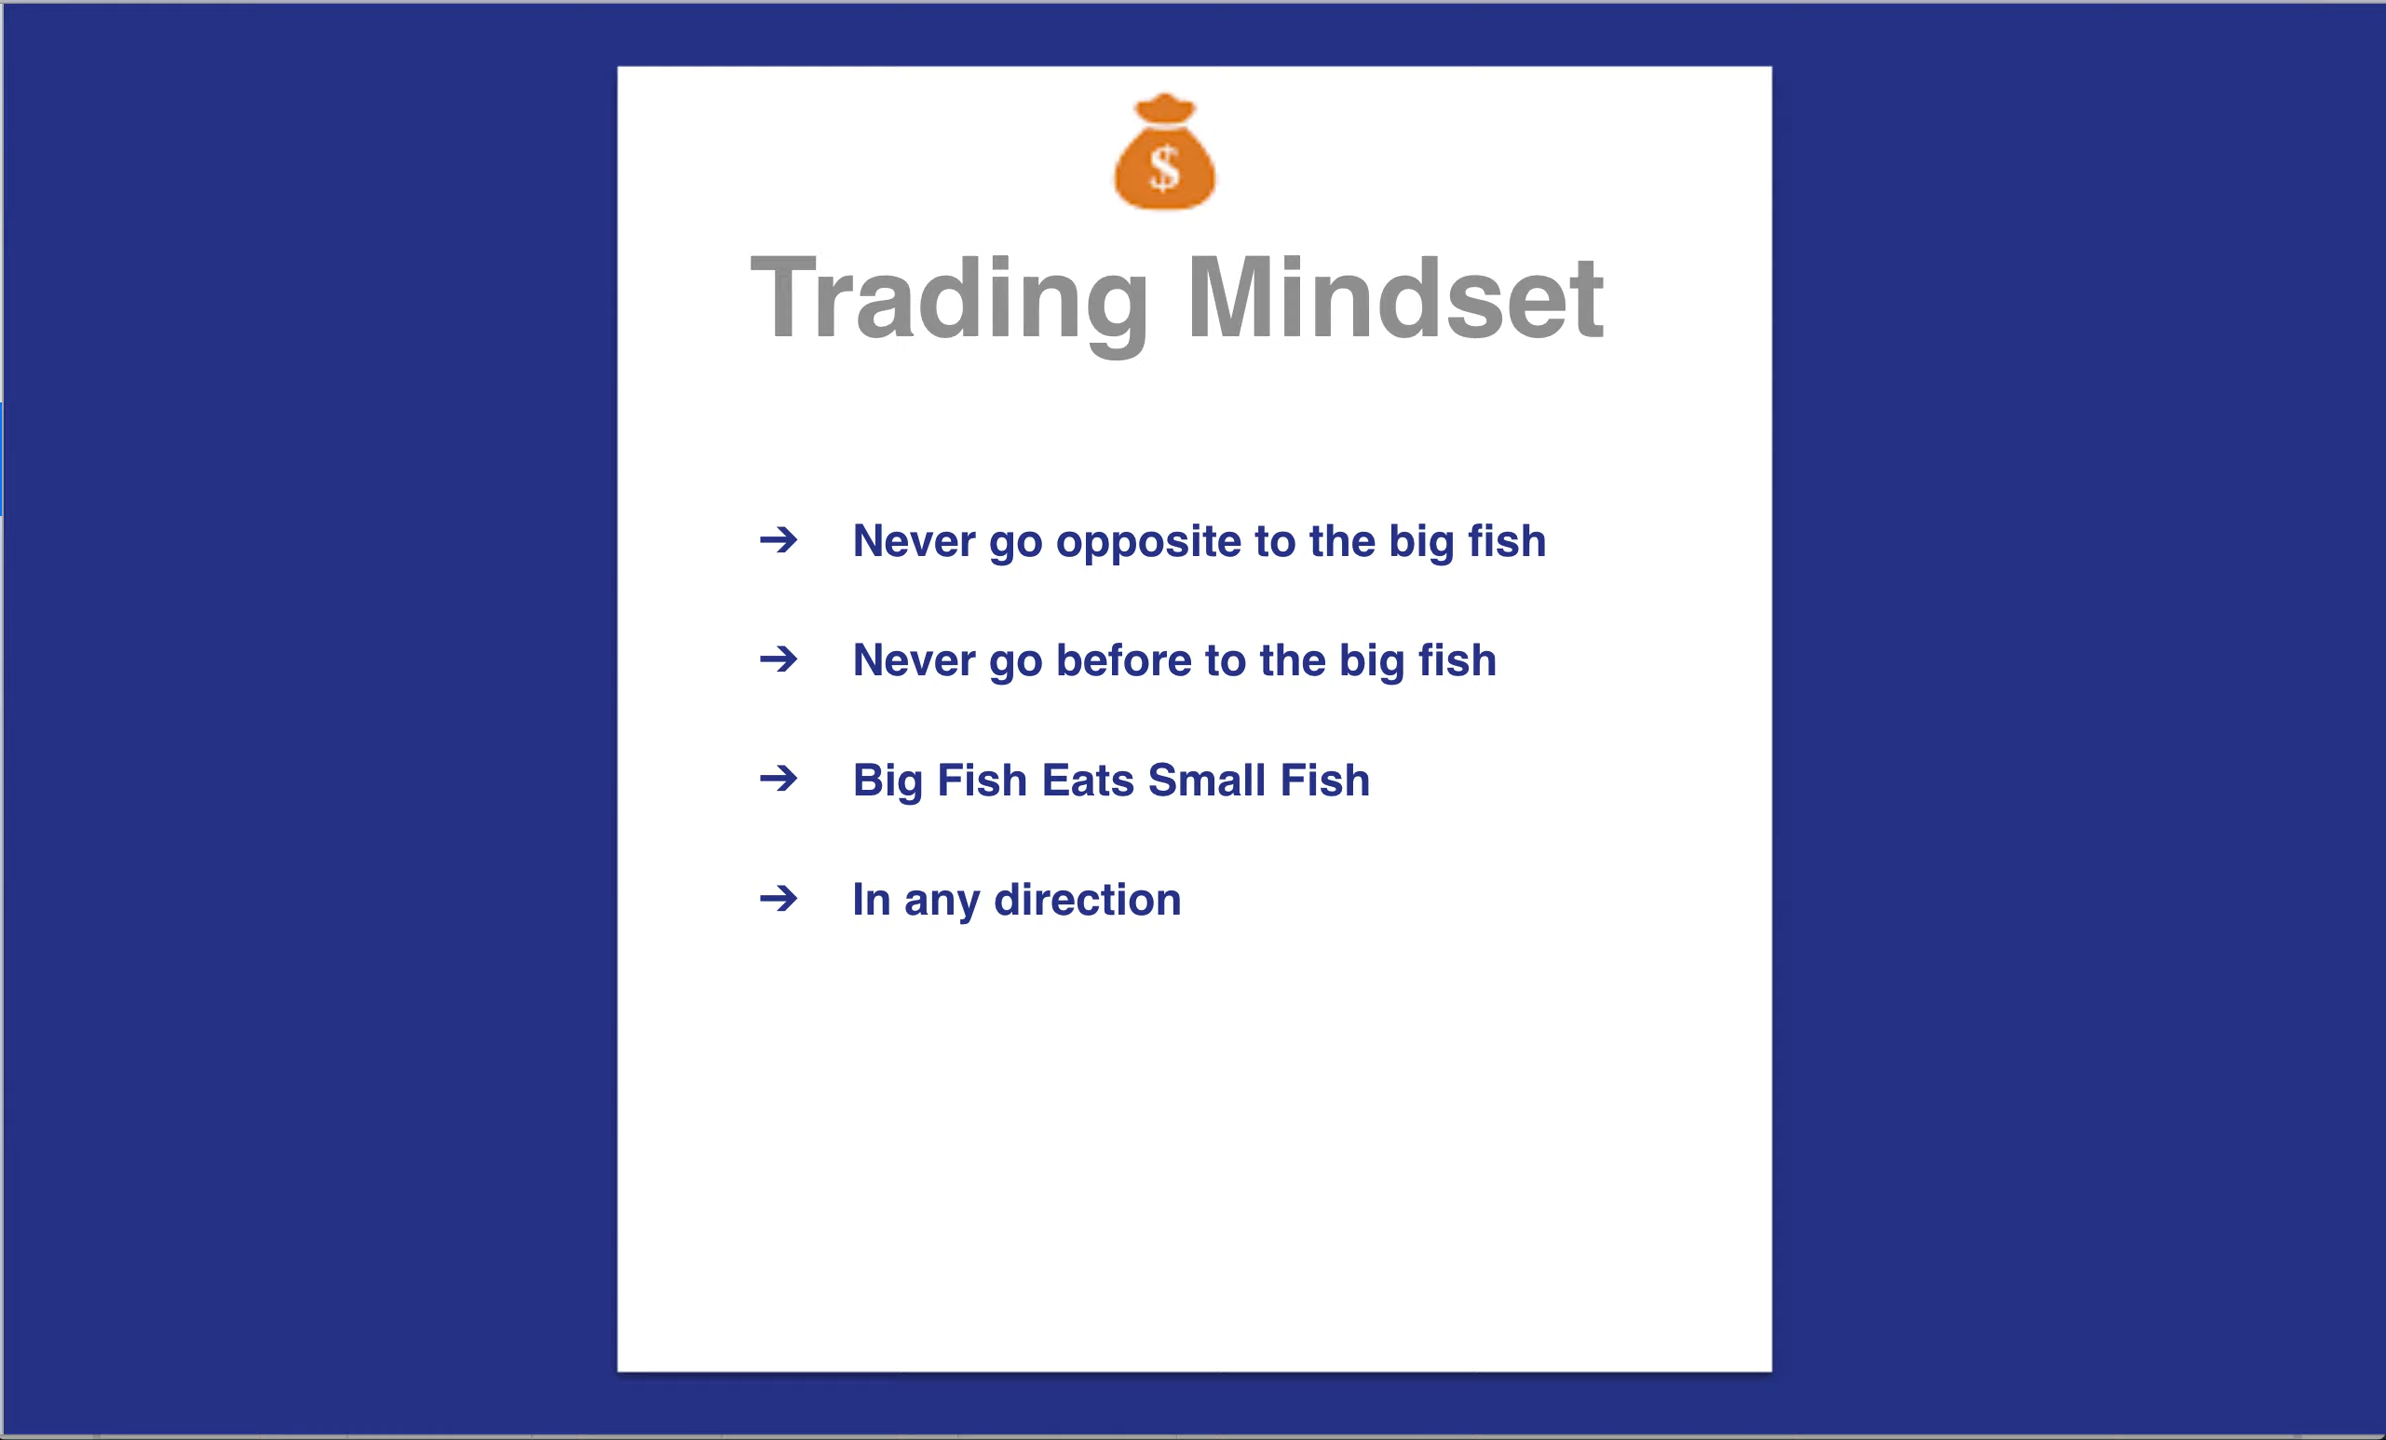 $
Trading Mindset
➔ Never go opposite to the big fish
➔ Never go before to the big fish
➔ Big Fish Eats Small Fish
➔ In any direction